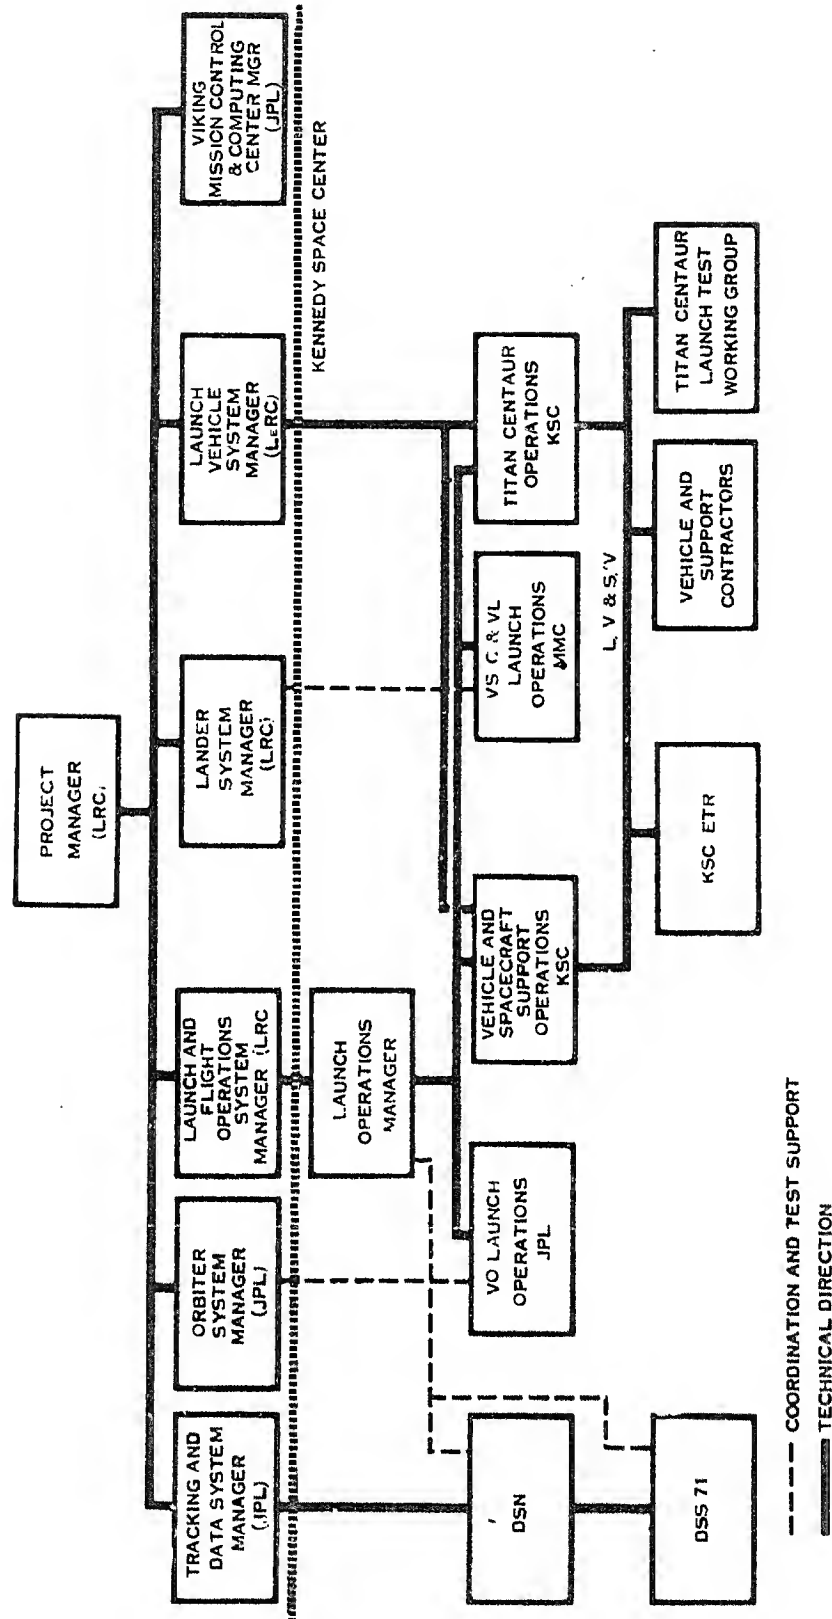 PROJECT
MANAGER
(LRC)
TRACKING AND
DATA SYSTEM
MANAGER
(JPL)
ORBITER
SYSTEM
MANAGER
(JPL)
LAUNCH AND
FLIGHT
OPERATIONS
SYSTEM
MANAGER (LRC
LANDER
SYSTEM
MANAGER
(LRC)
LAUNCH
VEHICLE
SYSTEM
MANAGER
(LeRC)
VIKING
MISSION CONTROL
& COMPUTING
CENTER MGR
(JPL)
KENNEDY SPACE CENTER
LAUNCH
OPERATIONS
MANAGER
DSN
VO LAUNCH
OPERATIONS
JPL
VEHICLE AND
SPACECRAFT
SUPPORT
OPERATIONS
KSC
VS C & VL
LAUNCH
OPERATIONS
MMC
TITAN CENTAUR
OPERATIONS
KSC
L, V & S/V
DSS 71
KSC ETR
VEHICLE AND
SUPPORT
CONTRACTORS
TITAN CENTAUR
LAUNCH TEST
WORKING GROUP
COORDINATION AND TEST SUPPORT
TECHNICAL DIRECTION